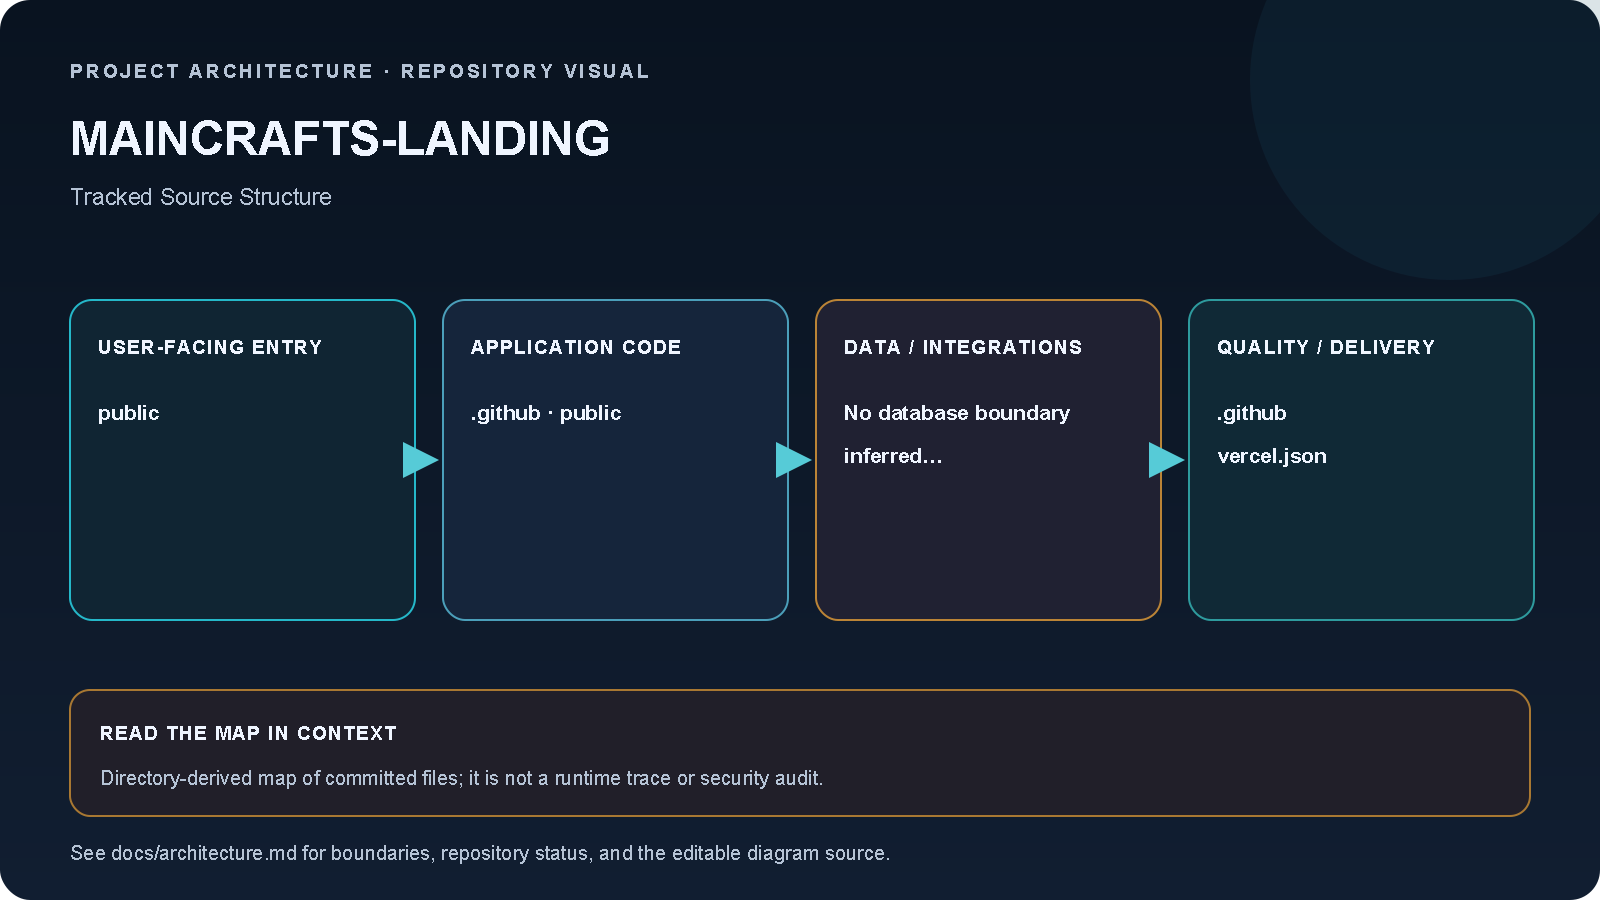 PROJECT ARCHITECTURE · REPOSITORY VISUAL
MAINCRAFTS-LANDING
Tracked Source Structure
USER-FACING ENTRY
public
APPLICATION CODE
.github · public
DATA / INTEGRATIONS
No database boundary
inferred…
QUALITY / DELIVERY
.github
vercel.json
READ THE MAP IN CONTEXT
Directory-derived map of committed files; it is not a runtime trace or security audit.
See docs/architecture.md for boundaries, repository status, and the editable diagram source.